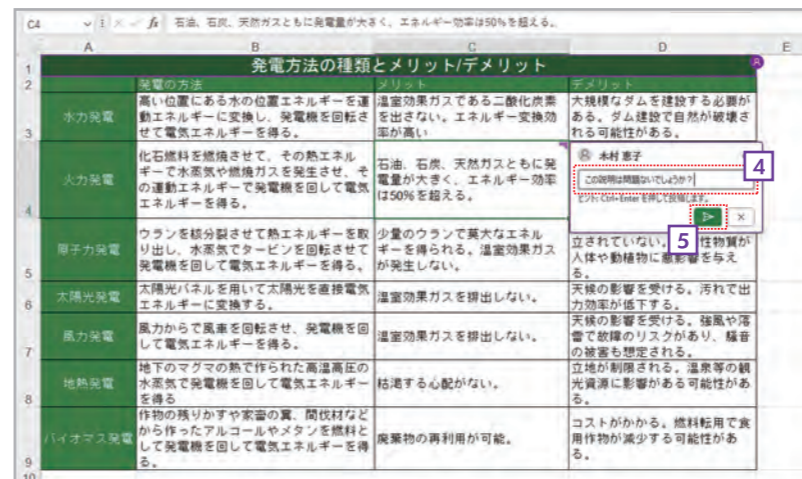 C4
fx 石油、石炭、天然ガスともに発電量が大きく、エネルギー効率は50%を超える。
A B C D E
1 発電方法の種類とメリット/デメリット
2 発電の方法 メリット デメリット
3 水力発電
高い位置にある水の位置エネルギーを運
動エネルギーに変換し、発電機を回転さ
せて電気エネルギーを得る。
温室効果ガスである二酸化炭素
を出さない。エネルギー変換効
率が高い
大規模なダムを建設する必要が
ある。ダム建設で自然が破壊さ
れる可能性がある。
4 火力発電
化石燃料を燃焼させて、その熱エネル
ギーで水蒸気や燃焼ガスを発生させ、そ
の運動エネルギーで発電機を回して電気
エネルギーを得る。
石油、石炭、天然ガスともに発
電量が大きく、エネルギー効率
は50%を超える。
木村 恵子
この説明は問題ないでしょうか?
ヒント: Ctrl+Enter を押して投稿します。
4
5
5 原子力発電
ウランを核分裂させて熱エネルギーを取
り出し、水蒸気でタービンを回転させて
発電機を回して電気エネルギーを得る。
少量のウランで莫大なエネル
ギーを得られる。温室効果ガス
が発生しない。
立されていない。 性物質が
人体や動植物に悪影響を与え
る。
6 太陽光発電
太陽光パネルを用いて太陽光を直接電気
エネルギーに変換する。
温室効果ガスを排出しない。
天候の影響を受ける。汚れで出
力効率が低下する。
7 風力発電
風力からで風車を回転させ、発電機を回
して電気エネルギーを得る。
温室効果ガスを排出しない。
天候の影響を受ける。強風や落
雷で故障のリスクがあり、騒音
の被害も想定される。
8 地熱発電
地下のマグマの熱で作られた高温高圧の
水蒸気で発電機を回して電気エネルギー
を得る
枯渇する心配がない。
立地が制限される。温泉等の観
光資源に影響がある可能性があ
る。
9 バイオマス発電
作物の残りかすや家畜の糞、間伐材など
から作ったアルコールやメタンを燃料と
して発電機を回して電気エネルギーを得
る。
廃棄物の再利用が可能。
コストがかかる。燃料転用で食
用作物が減少する可能性があ
る。
10